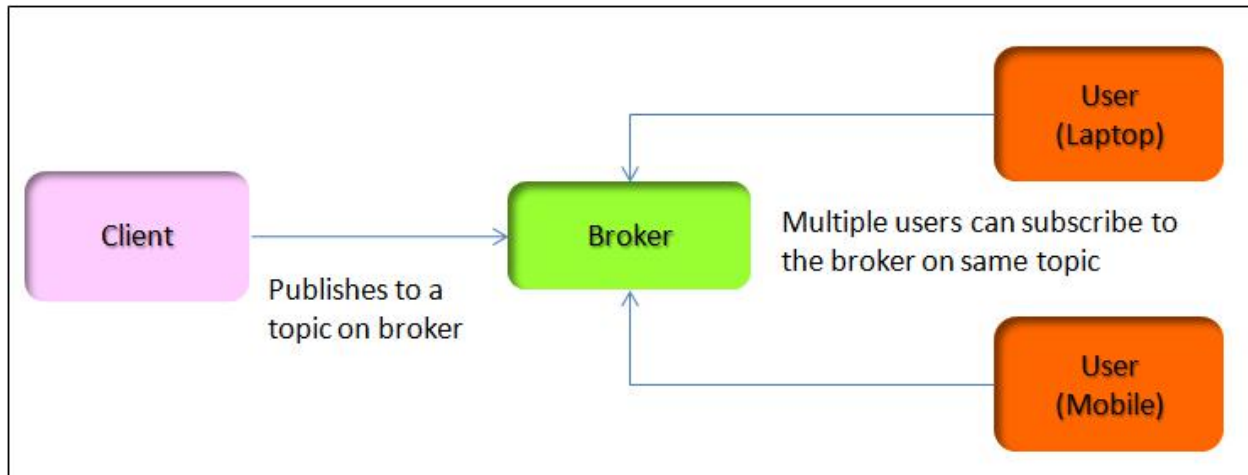 Client
Publishes to a
topic on broker
Broker
User
(Laptop)
Multiple users can subscribe to
the broker on same topic
User
(Mobile)